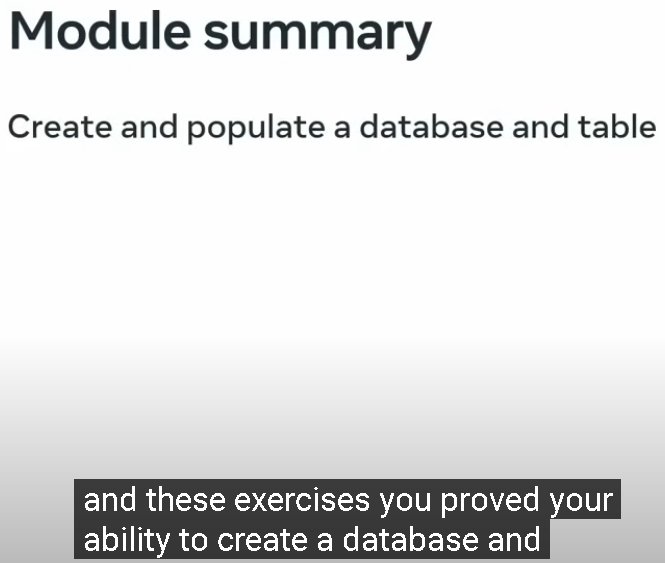 Module summary
Create and populate a database and table
and these exercises you proved your
ability to create a database and